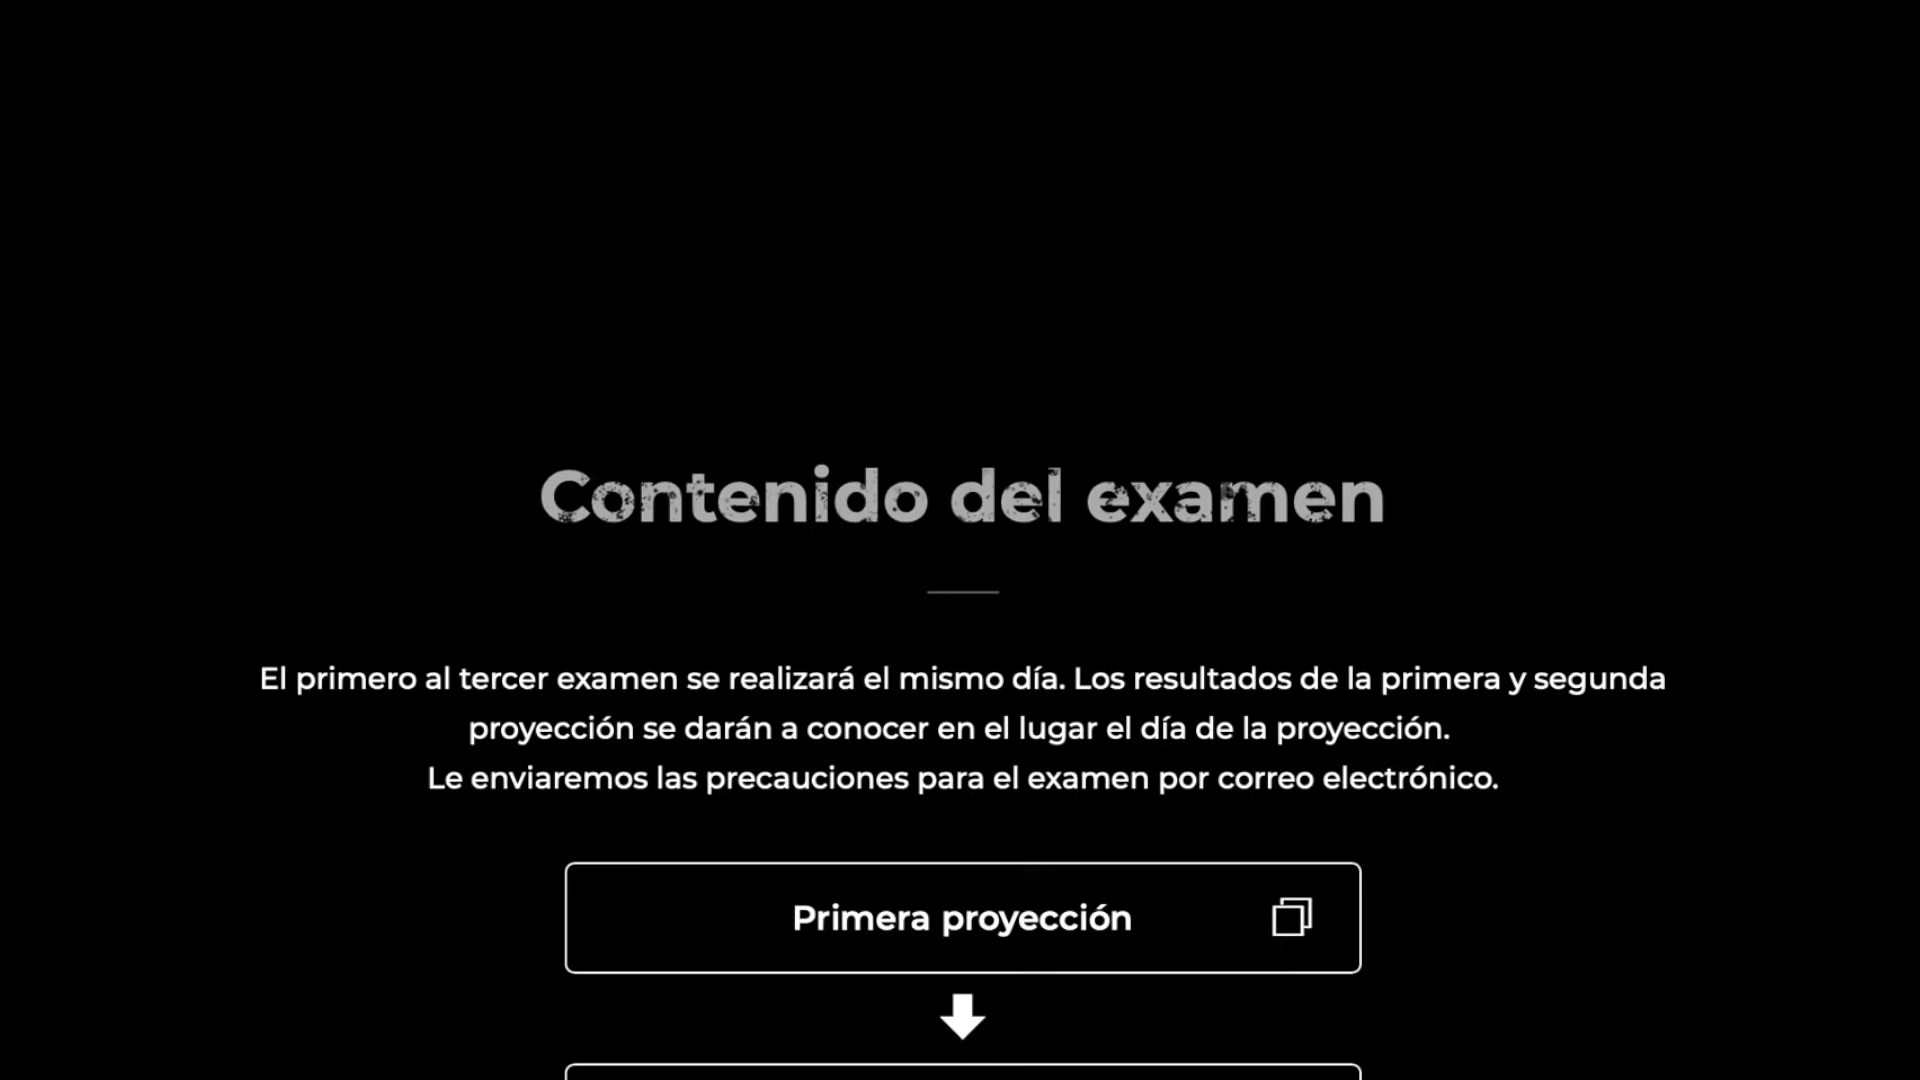 Contenido del examen
El primero al tercer examen se realizará el mismo día. Los resultados de la primera y segunda
proyección se darán a conocer en el lugar el día de la proyección.
Le enviaremos las precauciones para el examen por correo electrónico.
Primera proyección